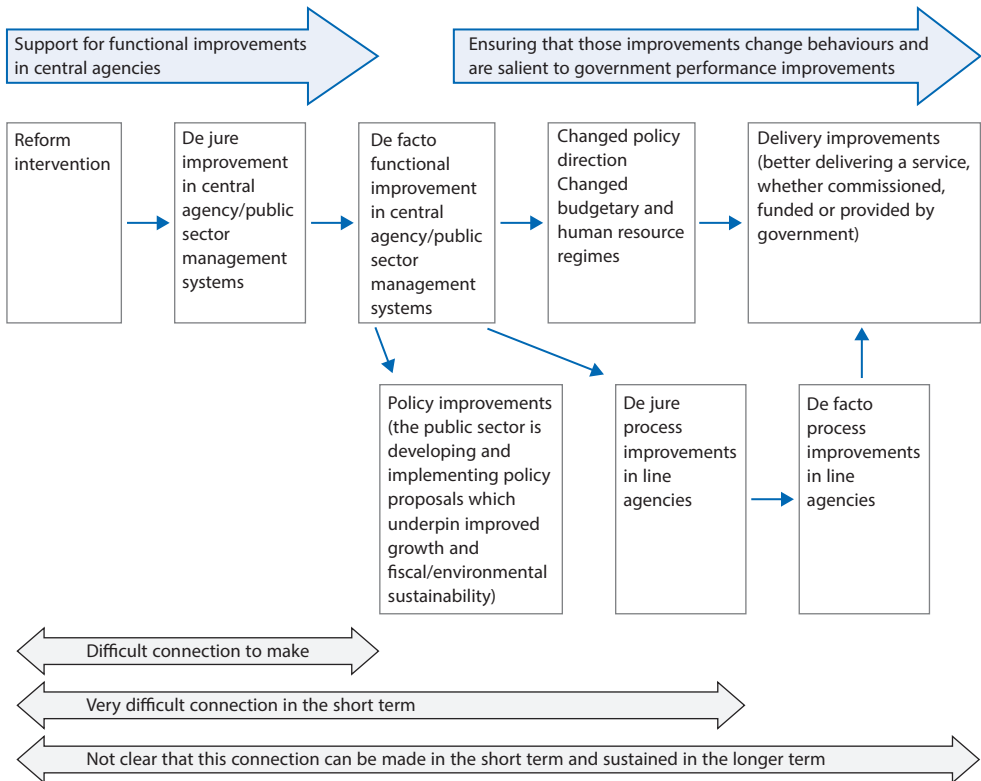 Support for functional improvements
in central agencies
Ensuring that those improvements change behaviours and
are salient to government performance improvements
Reform
intervention
De jure
improvement
in central
agency/public
sector
management
systems
De facto
functional
improvement
in central
agency/public
sector
management
systems
Changed policy
direction
Changed
budgetary and
human resource
regimes
Delivery improvements
(better delivering a service,
whether commissioned,
funded or provided by
government)
Policy improvements
(the public sector is
developing and
implementing policy
proposals which
underpin improved
growth and
fiscal/environmental
sustainability)
De jure
process
improvements
in line
agencies
De facto
process
improvements
in line
agencies
Difficult connection to make
Very difficult connection in the short term
Not clear that this connection can be made in the short term and sustained in the longer term